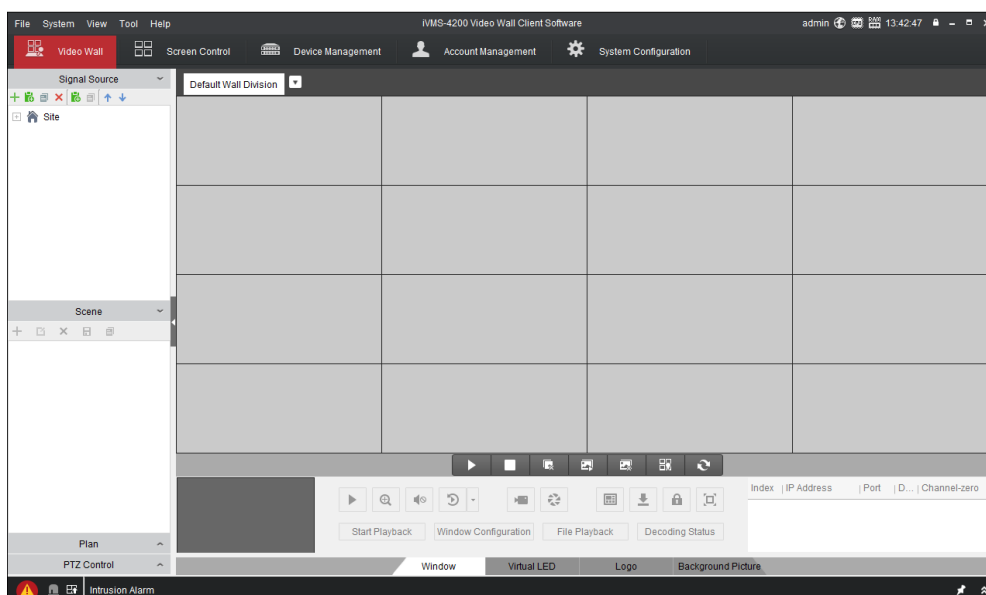 File System View Tool Help iVMS-4200 Video Wall Client Software admin 13:42:47
Video Wall Screen Control Device Management Account Management System Configuration
Signal Source
Default Wall Division
Site
Scene
Index IP Address Port D... Channel-zero
Start Playback Window Configuration File Playback Decoding Status
Plan
PTZ Control
Window Virtual LED Logo Background Picture
Intrusion Alarm